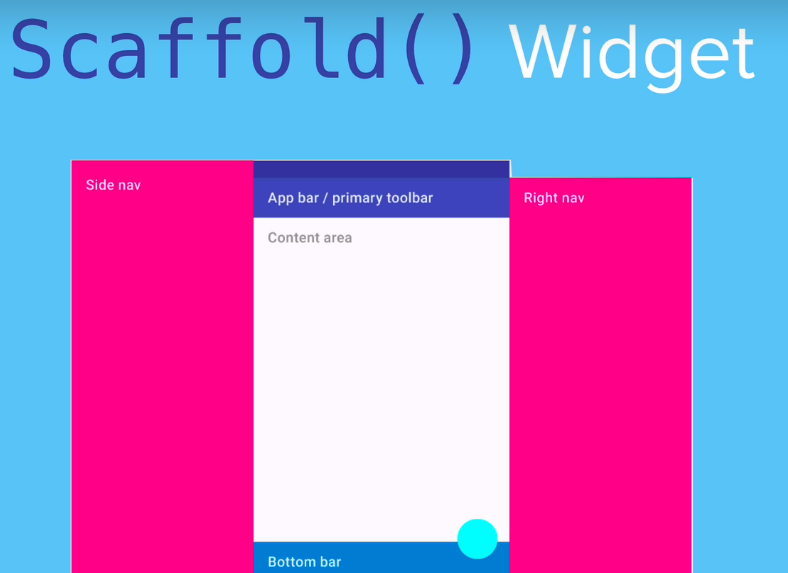 Scaffold() Widget
Side nav
App bar / primary toolbar
Right nav
Content area
Bottom bar